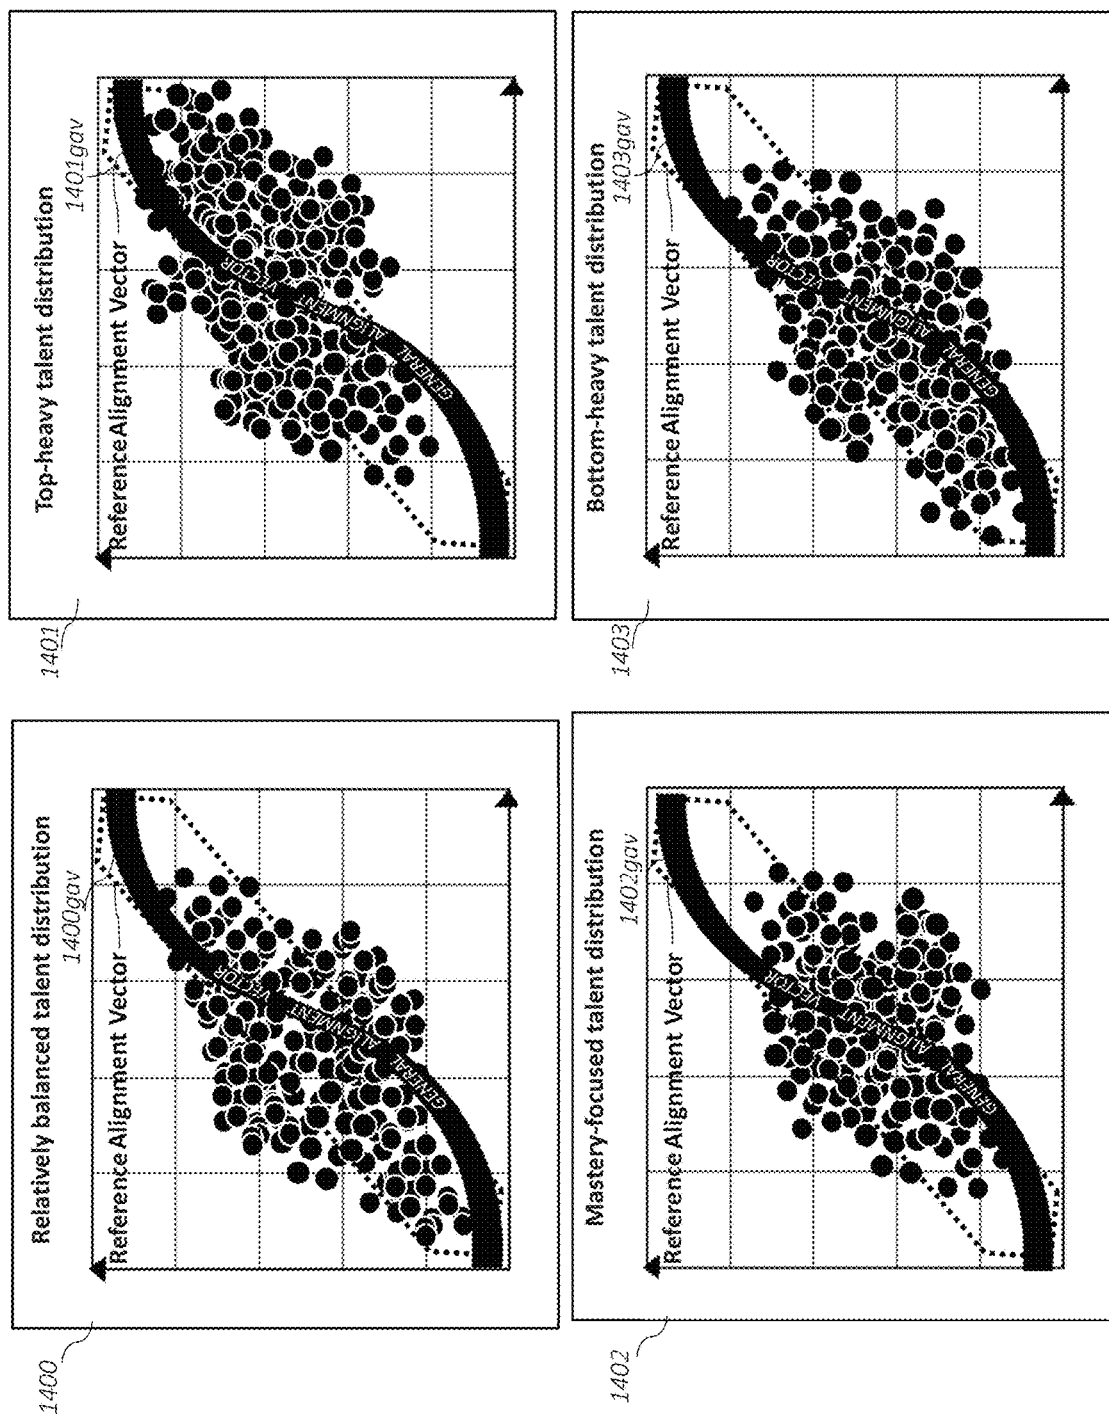 1400
Relatively balanced talent distribution
1400gav
Reference Alignment Vector
GENERAL ALIGNMENT VECTOR
1401
Top-heavy talent distribution
1401gav
Reference Alignment Vector
GENERAL ALIGNMENT VECTOR
1402
Mastery-focused talent distribution
1402gav
Reference Alignment Vector
GENERAL ALIGNMENT VECTOR
1403
Bottom-heavy talent distribution
1403gav
Reference Alignment Vector
GENERAL ALIGNMENT VECTOR